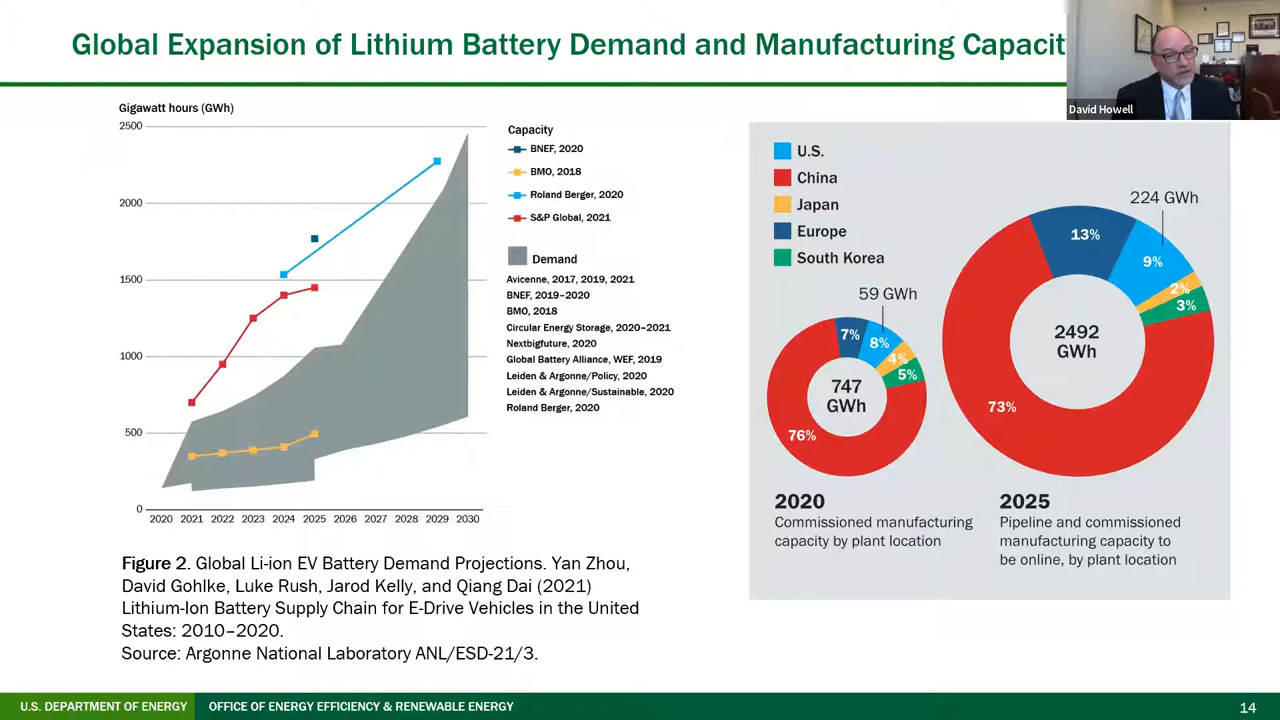 Global Expansion of Lithium Battery Demand and Manufacturing Capacit
David Howell
Gigawatt hours (GWh)
2500
2000
1500
1000
500
0
2020 2021 2022 2023 2024 2025 2026 2027 2028 2029 2030
Capacity
BNEF, 2020
BMO, 2018
Roland Berger, 2020
S&P Global, 2021
Demand
Avicenne, 2017, 2019, 2021
BNEF, 2019–2020
BMO, 2018
Circular Energy Storage, 2020–2021
Nextbigfuture, 2020
Global Battery Alliance, WEF, 2019
Leiden & Argonne/Policy, 2020
Leiden & Argonne/Sustainable, 2020
Roland Berger, 2020
Figure 2. Global Li-ion EV Battery Demand Projections. Yan Zhou,
David Gohlke, Luke Rush, Jarod Kelly, and Qiang Dai (2021)
Lithium-Ion Battery Supply Chain for E-Drive Vehicles in the United
States: 2010–2020.
Source: Argonne National Laboratory ANL/ESD-21/3.
U.S.
China
Japan
Europe
South Korea
59 GWh
7%
8%
4%
5%
76%
747
GWh
2020
Commissioned manufacturing
capacity by plant location
224 GWh
13%
9%
2%
3%
73%
2492
GWh
2025
Pipeline and commissioned
manufacturing capacity to
be online, by plant location
U.S. DEPARTMENT OF ENERGY OFFICE OF ENERGY EFFICIENCY & RENEWABLE ENERGY
14